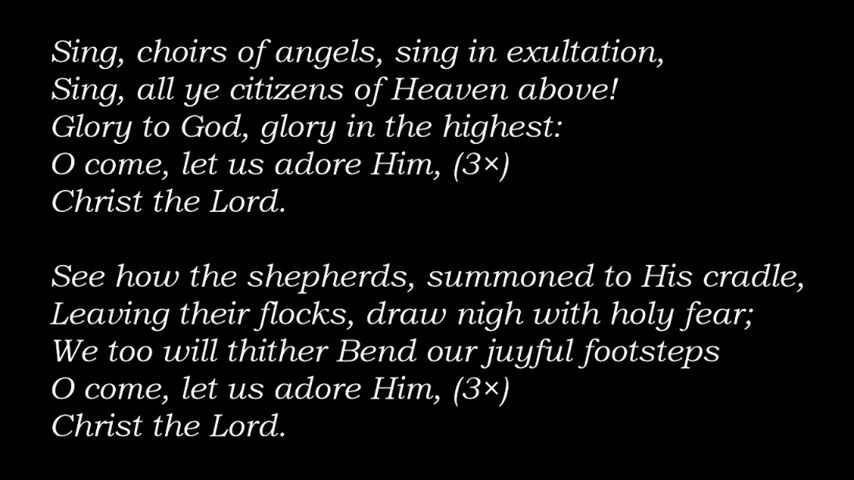 Sing, choirs of angels, sing in exultation,
Sing, all ye citizens of Heaven above!
Glory to God, glory in the highest:
O come, let us adore Him, (3×)
Christ the Lord.
See how the shepherds, summoned to His cradle,
Leaving their flocks, draw nigh with holy fear;
We too will thither Bend our juyful footsteps
O come, let us adore Him, (3×)
Christ the Lord.